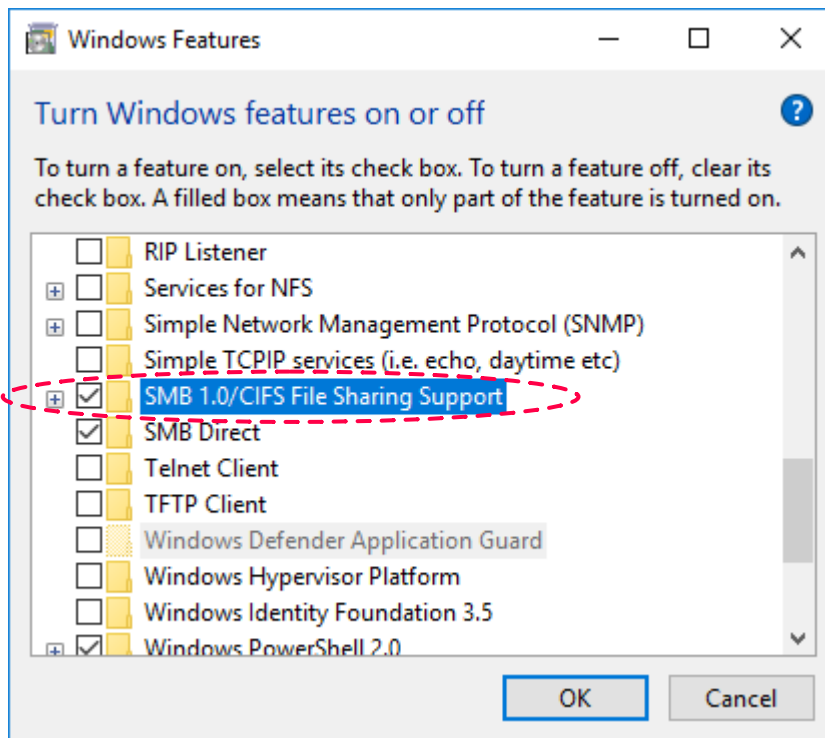 Windows Features
Turn Windows features on or off
?
To turn a feature on, select its check box. To turn a feature off, clear its
check box. A filled box means that only part of the feature is turned on.
RIP Listener
Services for NFS
Simple Network Management Protocol (SNMP)
Simple TCPIP services (i.e. echo, daytime etc)
SMB 1.0/CIFS File Sharing Support
SMB Direct
Telnet Client
TFTP Client
Windows Defender Application Guard
Windows Hypervisor Platform
Windows Identity Foundation 3.5
Windows PowerShell 2.0
OK Cancel